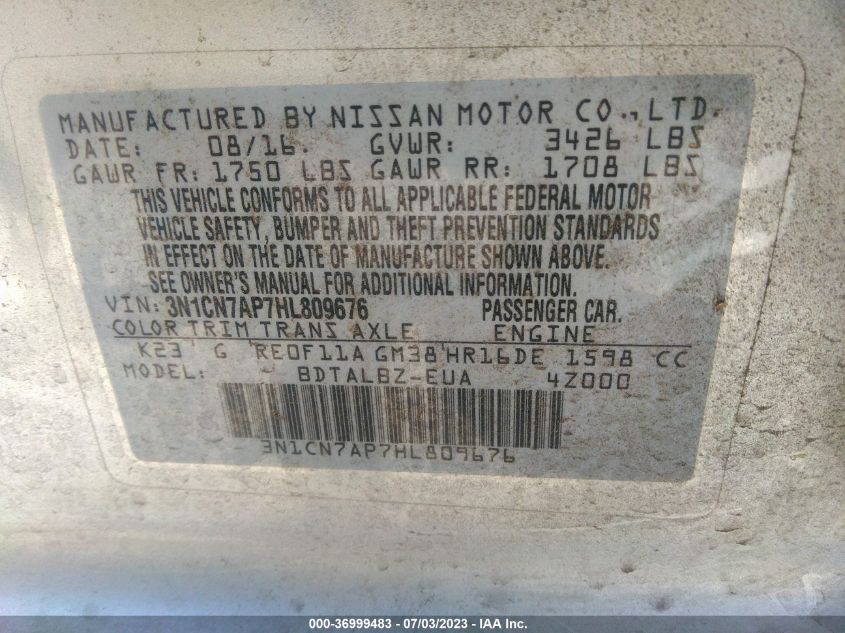 MANUFACTURED BY NISSAN MOTOR CO., LTD.
DATE: 08/16. GVWR: 3426 LBS
GAWR FR: 1750 LBS GAWR RR: 1708 LBS
THIS VEHICLE CONFORMS TO ALL APPLICABLE FEDERAL MOTOR
VEHICLE SAFETY, BUMPER AND THEFT PREVENTION STANDARDS
IN EFFECT ON THE DATE OF MANUFACTURE SHOWN ABOVE.
SEE OWNER'S MANUAL FOR ADDITIONAL INFORMATION.
VIN: 3N1CN7AP7HL809676 PASSENGER CAR.
COLOR TRIM TRANS AXLE ENGINE
K23 G RE0F11A GM38 HR16DE 1598 CC
MODEL: BDTALBZ-EUA 4Z000
3N1CN7AP7HL809676
000-36999483 - 07/03/2023 - IAA Inc.